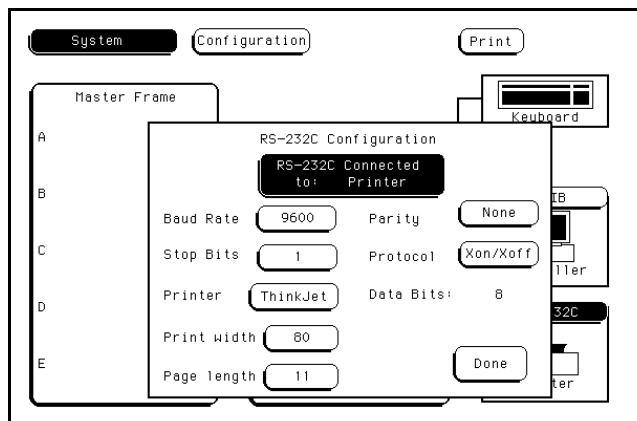 System Configuration Print
Master Frame
Keyboard
A
B
C
D
E
RS-232C Configuration
RS-232C Connected
to: Printer
Baud Rate 9600 Parity None
Stop Bits 1 Protocol Xon/Xoff
Printer ThinkJet Data Bits: 8
Print width 80
Page length 11
Done
IB
ller
32C
ter